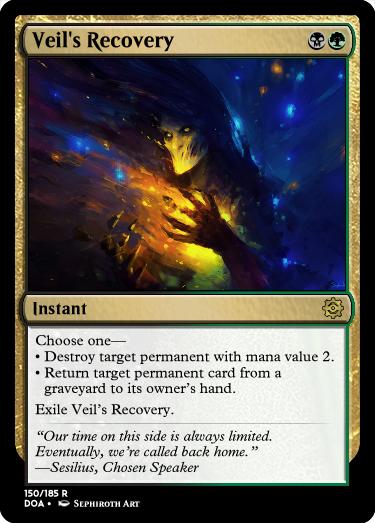 Veil's Recovery
Instant
Choose one—
• Destroy target permanent with mana value 2.
• Return target permanent card from a
graveyard to its owner's hand.
Exile Veil's Recovery.
“Our time on this side is always limited.
Eventually, we're called back home.”
—Sesilius, Chosen Speaker
150/185 R
DOA • Sephiroth Art